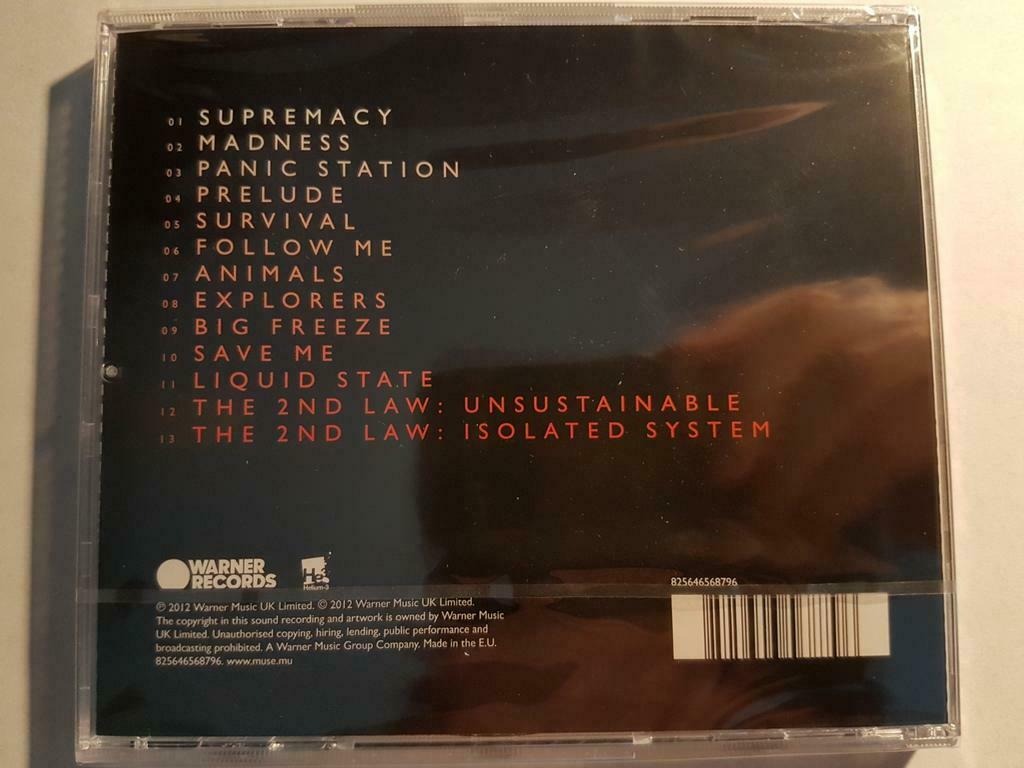 01 SUPREMACY
02 MADNESS
03 PANIC STATION
04 PRELUDE
05 SURVIVAL
06 FOLLOW ME
07 ANIMALS
08 EXPLORERS
09 BIG FREEZE
10 SAVE ME
11 LIQUID STATE
12 THE 2ND LAW: UNSUSTAINABLE
13 THE 2ND LAW: ISOLATED SYSTEM
WARNER
RECORDS
He3
Helium-3
825646568796
℗ 2012 Warner Music UK Limited. © 2012 Warner Music UK Limited.
The copyright in this sound recording and artwork is owned by Warner Music
UK Limited. Unauthorised copying, hiring, lending, public performance and
broadcasting prohibited. A Warner Music Group Company. Made in the E.U.
825646568796. www.muse.mu